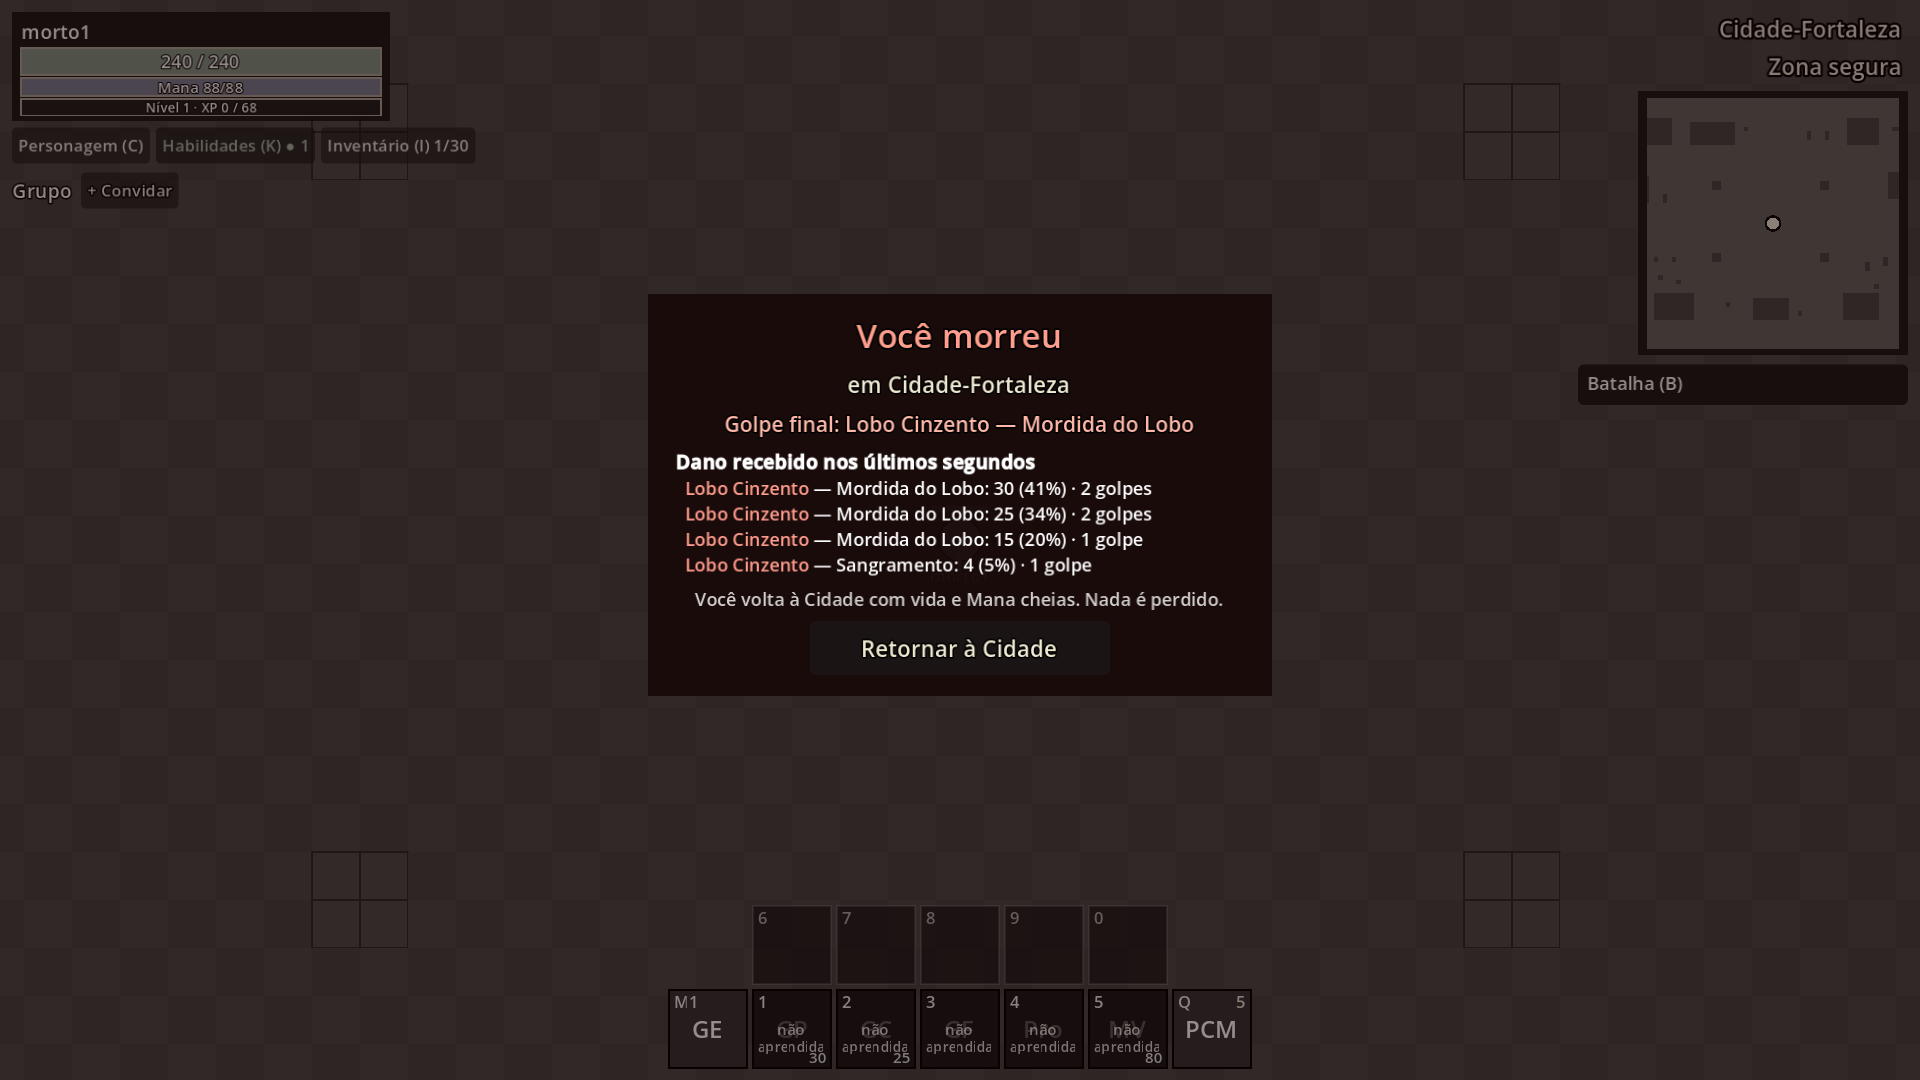 morto1
240 / 240
Mana 88/88
Nível 1 · XP 0 / 68
Personagem (C)
Habilidades (K) ● 1
Inventário (I) 1/30
Grupo
+ Convidar
Cidade-Fortaleza
Zona segura
Batalha (B)
Você morreu
em Cidade-Fortaleza
Golpe final: Lobo Cinzento — Mordida do Lobo
Dano recebido nos últimos segundos
Lobo Cinzento — Mordida do Lobo: 30 (41%) · 2 golpes
Lobo Cinzento — Mordida do Lobo: 25 (34%) · 2 golpes
Lobo Cinzento — Mordida do Lobo: 15 (20%) · 1 golpe
Lobo Cinzento — Sangramento: 4 (5%) · 1 golpe
Você volta à Cidade com vida e Mana cheias. Nada é perdido.
Retornar à Cidade
6 7 8 9 0
M1 1 2 3 4 5 Q 5
GE não não não não não PCM
aprendida aprendida aprendida aprendida aprendida
30 25 80